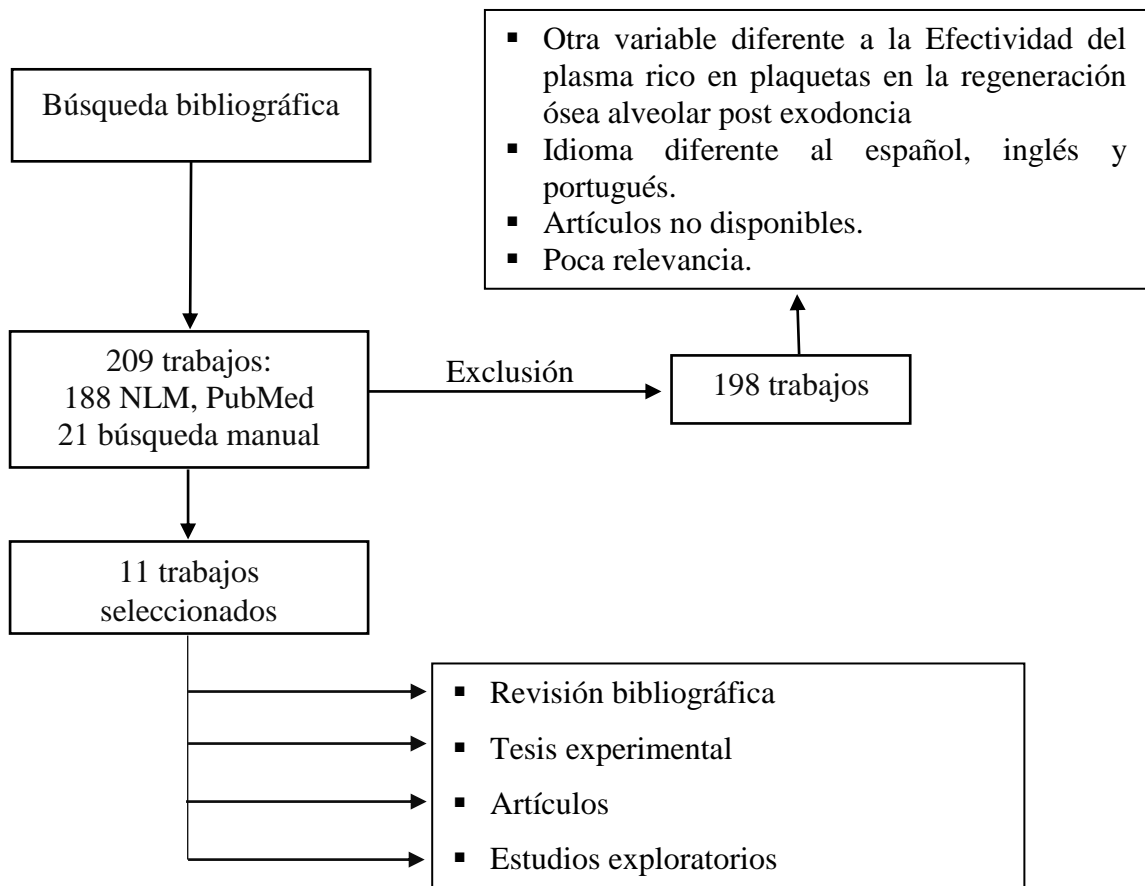 Búsqueda bibliográfica
▪ Otra variable diferente a la Efectividad del
plasma rico en plaquetas en la regeneración
ósea alveolar post exodoncia
▪ Idioma diferente al español, inglés y
portugués.
▪ Artículos no disponibles.
▪ Poca relevancia.
209 trabajos:
188 NLM, PubMed
21 búsqueda manual
Exclusión
198 trabajos
11 trabajos
seleccionados
▪ Revisión bibliográfica
▪ Tesis experimental
▪ Artículos
▪ Estudios exploratorios